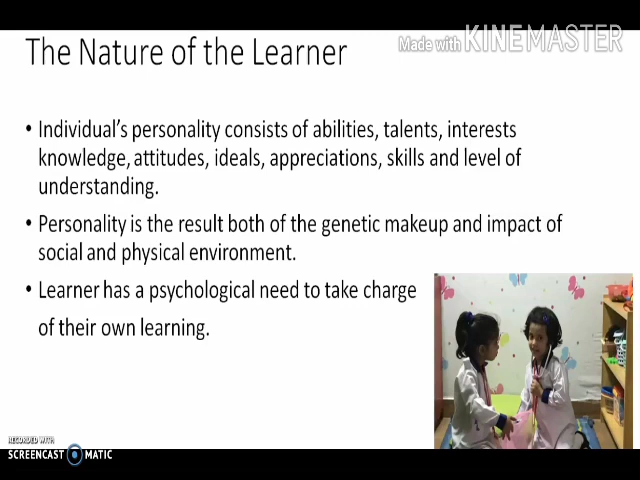 The Nature of the Learner
Made with KINEMASTER
• Individual's personality consists of abilities, talents, interests
knowledge, attitudes, ideals, appreciations, skills and level of
understanding.
• Personality is the result both of the genetic makeup and impact of
social and physical environment.
• Learner has a psychological need to take charge
of their own learning.
RECORDED WITH
SCREENCAST MATIC